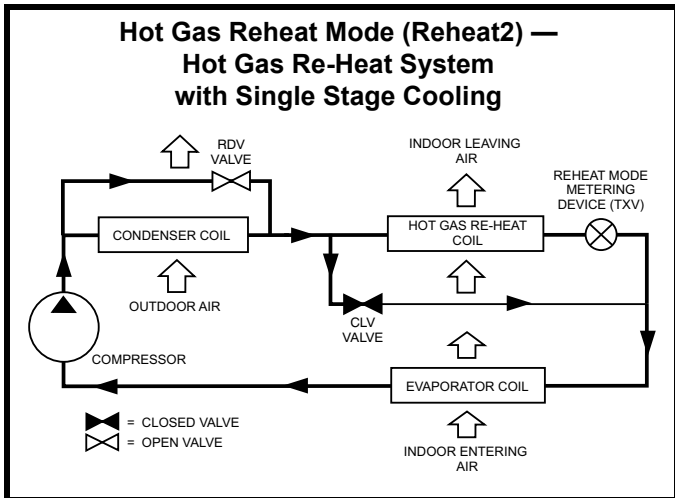 Hot Gas Reheat Mode (Reheat2) —
Hot Gas Re-Heat System
with Single Stage Cooling
RDV
VALVE
INDOOR LEAVING
AIR
REHEAT MODE
METERING
DEVICE (TXV)
CONDENSER COIL
HOT GAS RE-HEAT
COIL
OUTDOOR AIR
CLV
VALVE
COMPRESSOR
EVAPORATOR COIL
= CLOSED VALVE
= OPEN VALVE
INDOOR ENTERING
AIR